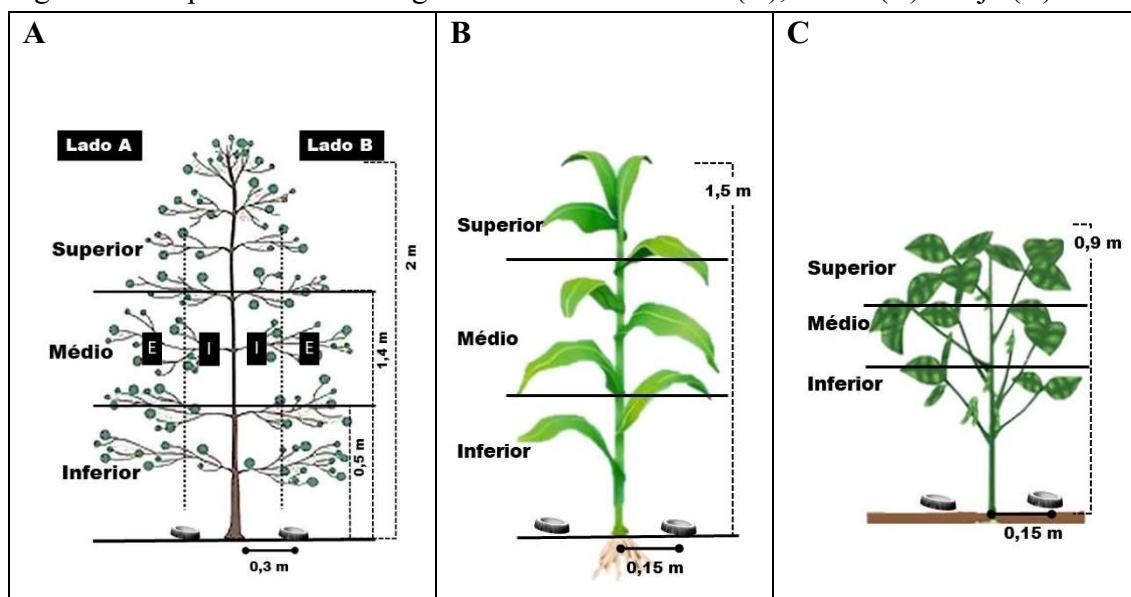 A
Lado A
Lado B
Superior
Médio
Inferior
E
I
I
E
2 m
1,4 m
0,5 m
0,3 m
B
Superior
Médio
Inferior
1,5 m
0,15 m
C
Superior
Médio
Inferior
0,9 m
0,15 m